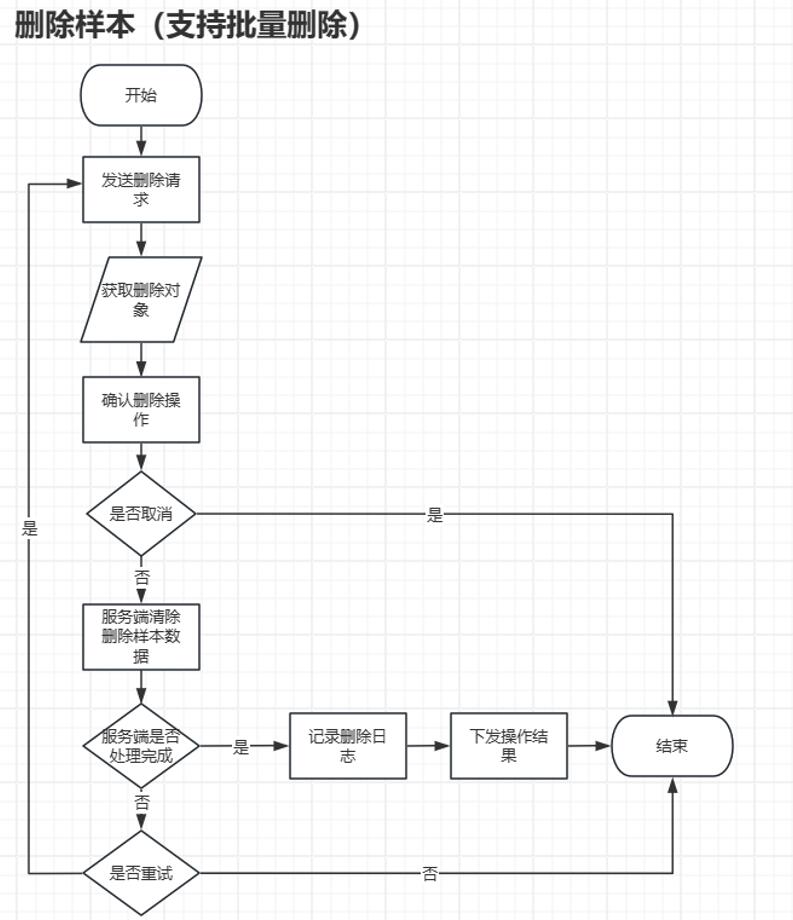 删除样本（支持批量删除）
开始
发送删除请
求
获取删除对
象
确认删除操
作
是否取消
是
是
否
服务端清除
删除样本数
据
服务端是否
处理完成
是
记录删除日
志
下发操作结
果
结束
否
是否重试
否